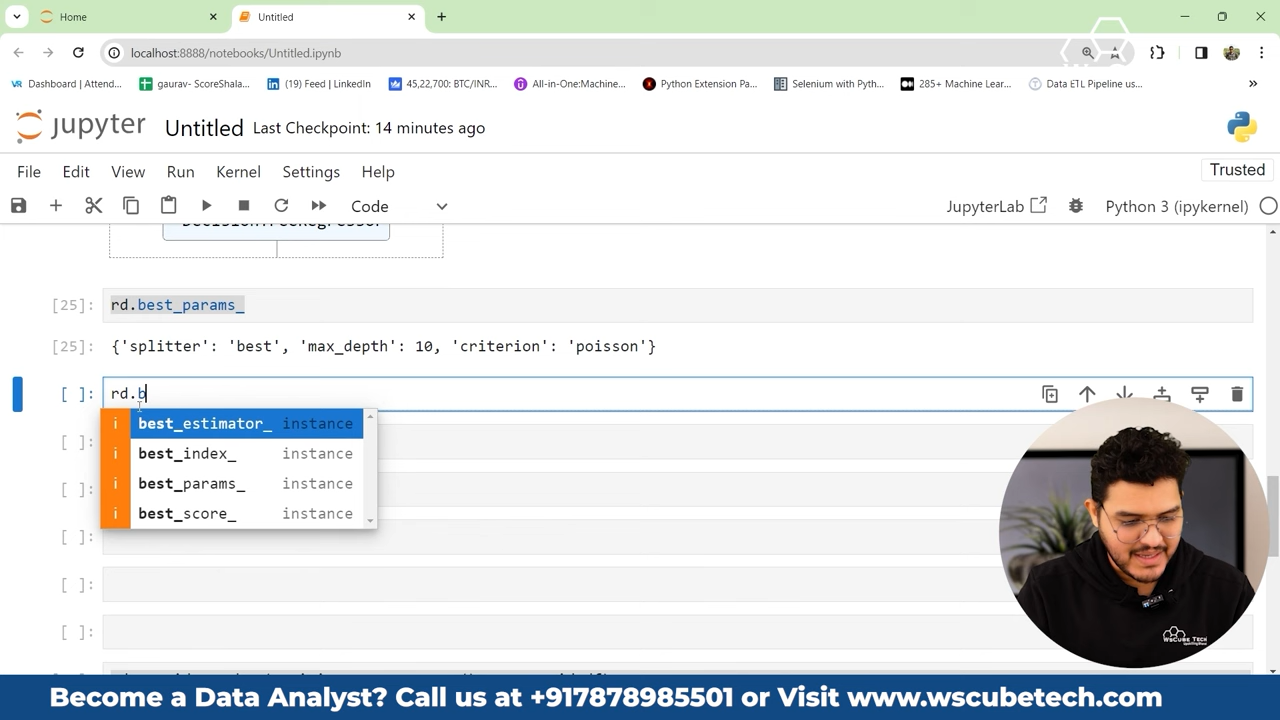 Home
Untitled
localhost:8888/notebooks/Untitled.ipynb
Dashboard | Attend...
gaurav- ScoreShala...
(19) Feed | LinkedIn
45,22,700: BTC/INR...
All-in-One:Machine...
Python Extension Pa...
Selenium with Pyth...
285+ Machine Lear...
Data ETL Pipeline us...
jupyter Untitled Last Checkpoint: 14 minutes ago
File Edit View Run Kernel Settings Help
Trusted
Code
JupyterLab
Python 3 (ipykernel)
DecisionTreeRegressor
[25]: rd.best_params_
[25]: {'splitter': 'best', 'max_depth': 10, 'criterion': 'poisson'}
[ ]: rd.b
best_estimator_ instance
best_index_ instance
best_params_ instance
best_score_ instance
[ ]:
[ ]:
[ ]:
[ ]:
[ ]:
WsCube Tech
Become a Data Analyst? Call us at +917878985501 or Visit www.wscubetech.com